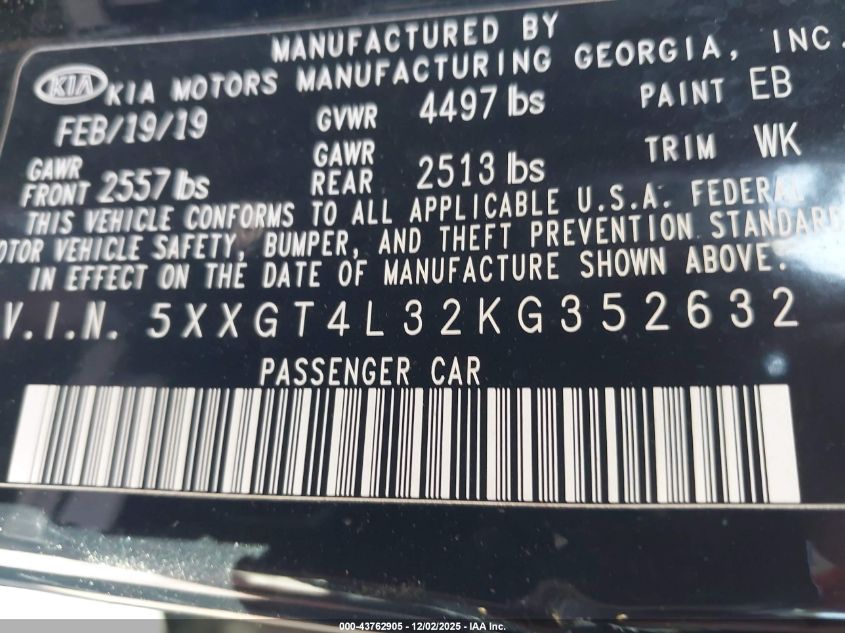 MANUFACTURED BY
KIA KIA MOTORS MANUFACTURING GEORGIA, INC.
FEB/19/19 GVWR 4497 lbs PAINT EB
GAWR FRONT 2557 lbs GAWR REAR 2513 lbs TRIM WK
THIS VEHICLE CONFORMS TO ALL APPLICABLE U.S.A. FEDERAL
MOTOR VEHICLE SAFETY, BUMPER, AND THEFT PREVENTION STANDARDS
IN EFFECT ON THE DATE OF MANUFACTURE SHOWN ABOVE.
V.I.N. 5XXGT4L32KG352632
PASSENGER CAR
000-43762905 - 12/02/2025 - IAA Inc.